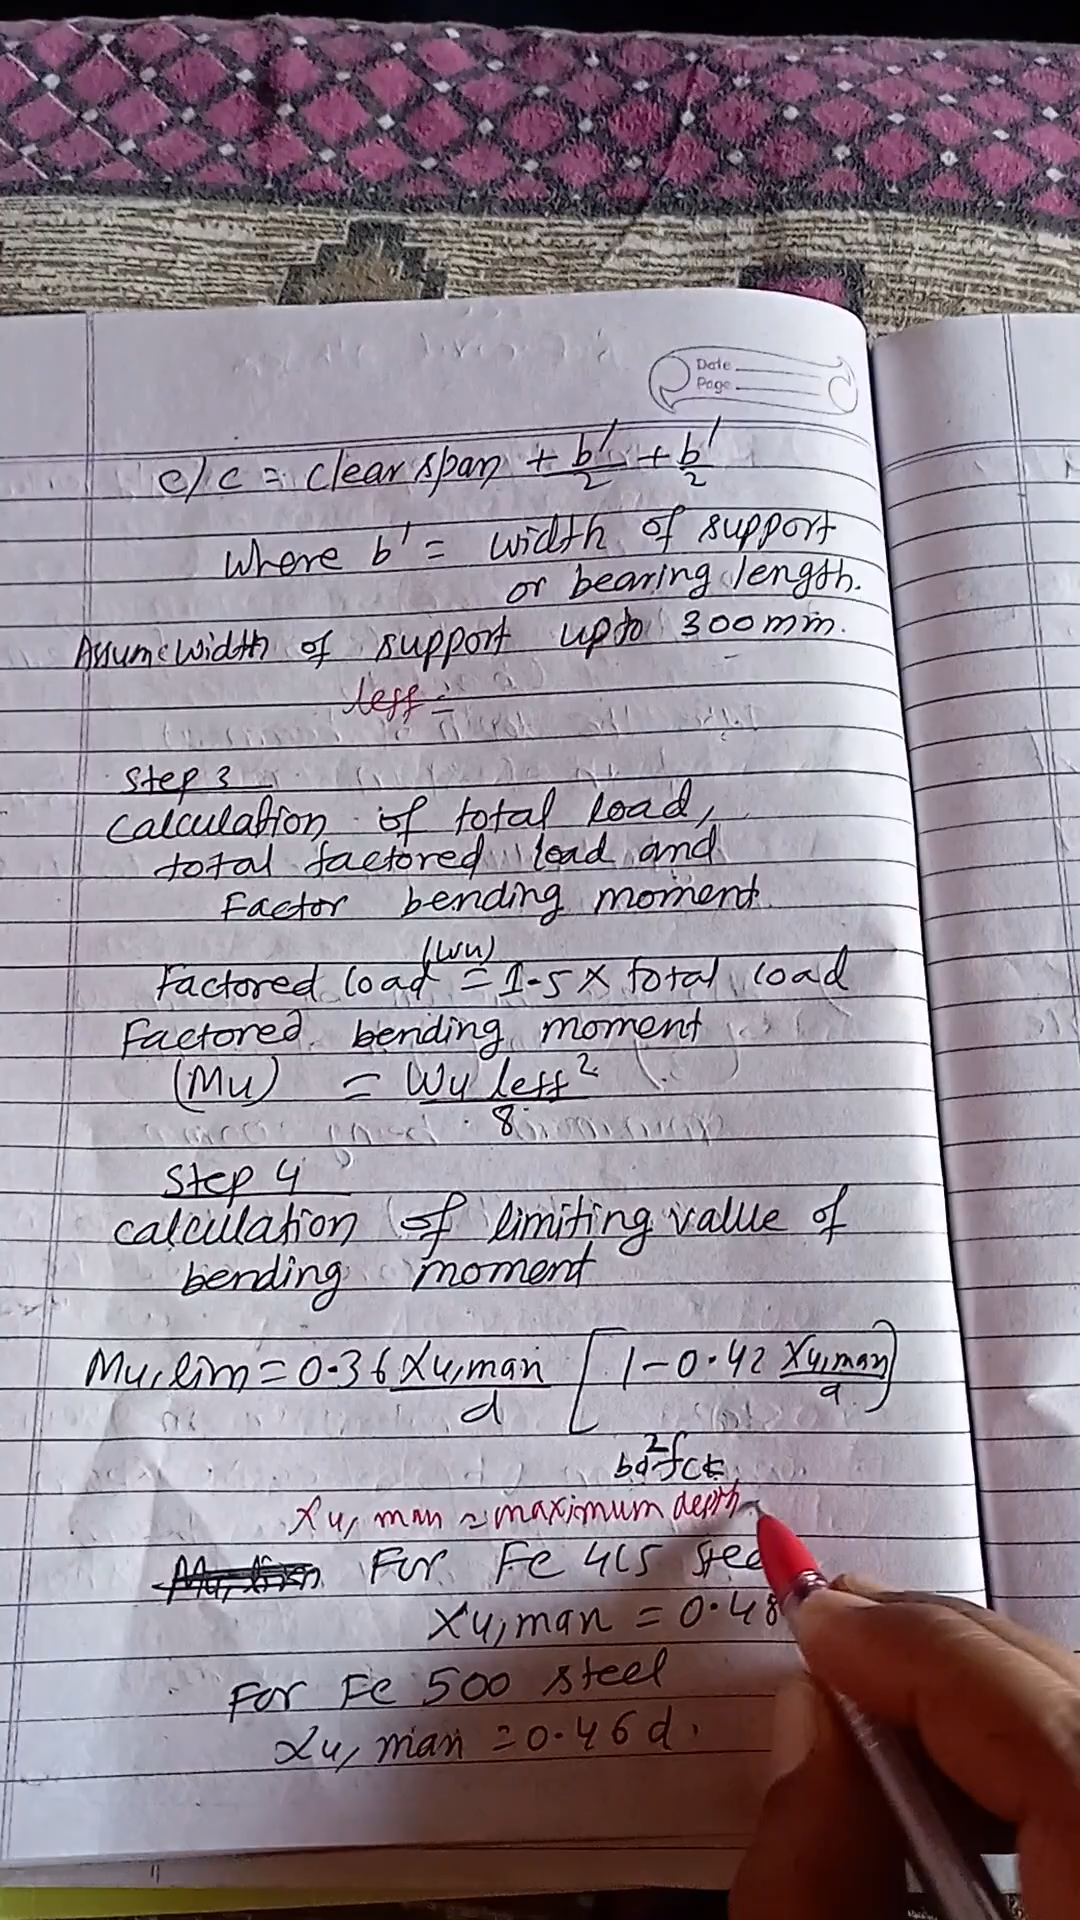 Date
Page
c/c = clear span + b'/2 + b'/2
where b' = width of support
or bearing length.
Assume width of support upto 300mm.
leff =
Step 3
Calculation of total load,
total factored load and
Factor bending moment.
(Wu)
Factored load = 1.5 x total load
Factored bending moment
(Mu) = Wu leff²/8
Step 4
calculation of limiting value of
bending moment
Mu,lim = 0.36 Xu,max/d [1-0.42 Xu,max/d]
bd²fck
Xu, max = maximum depth
For Fe 415 stee
Xu,max = 0.48
For Fe 500 steel
Xu, max = 0.46 d.